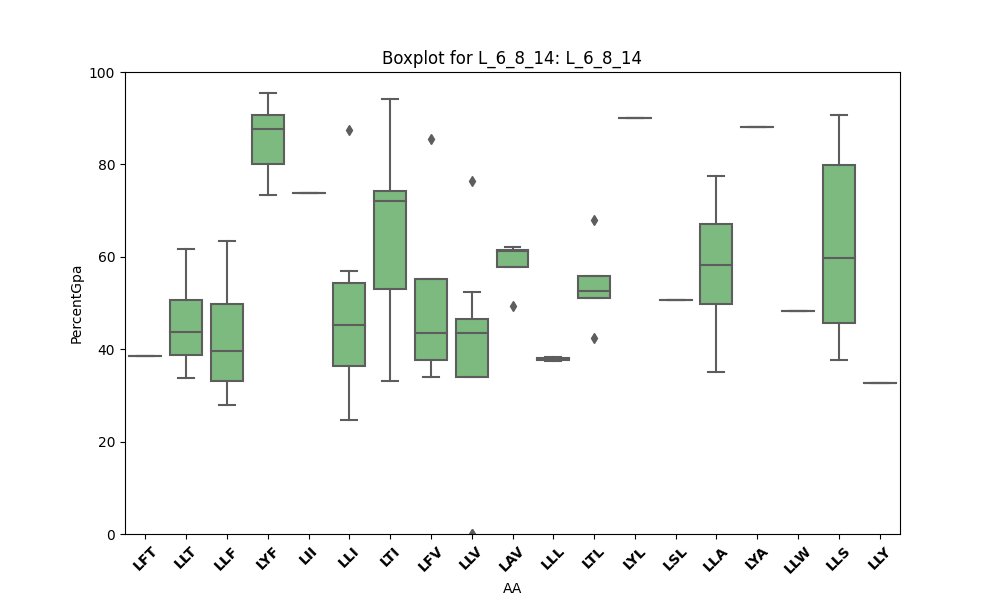 Boxplot for L_6_8_14: L_6_8_14
100
80
60
40
20
0
PercentGpa
LFT LLT LLF LYF LII LLI LTI LFV LLV LAV LLL LTL LYL LSL LLA LYA LLW LLS LLY
AA